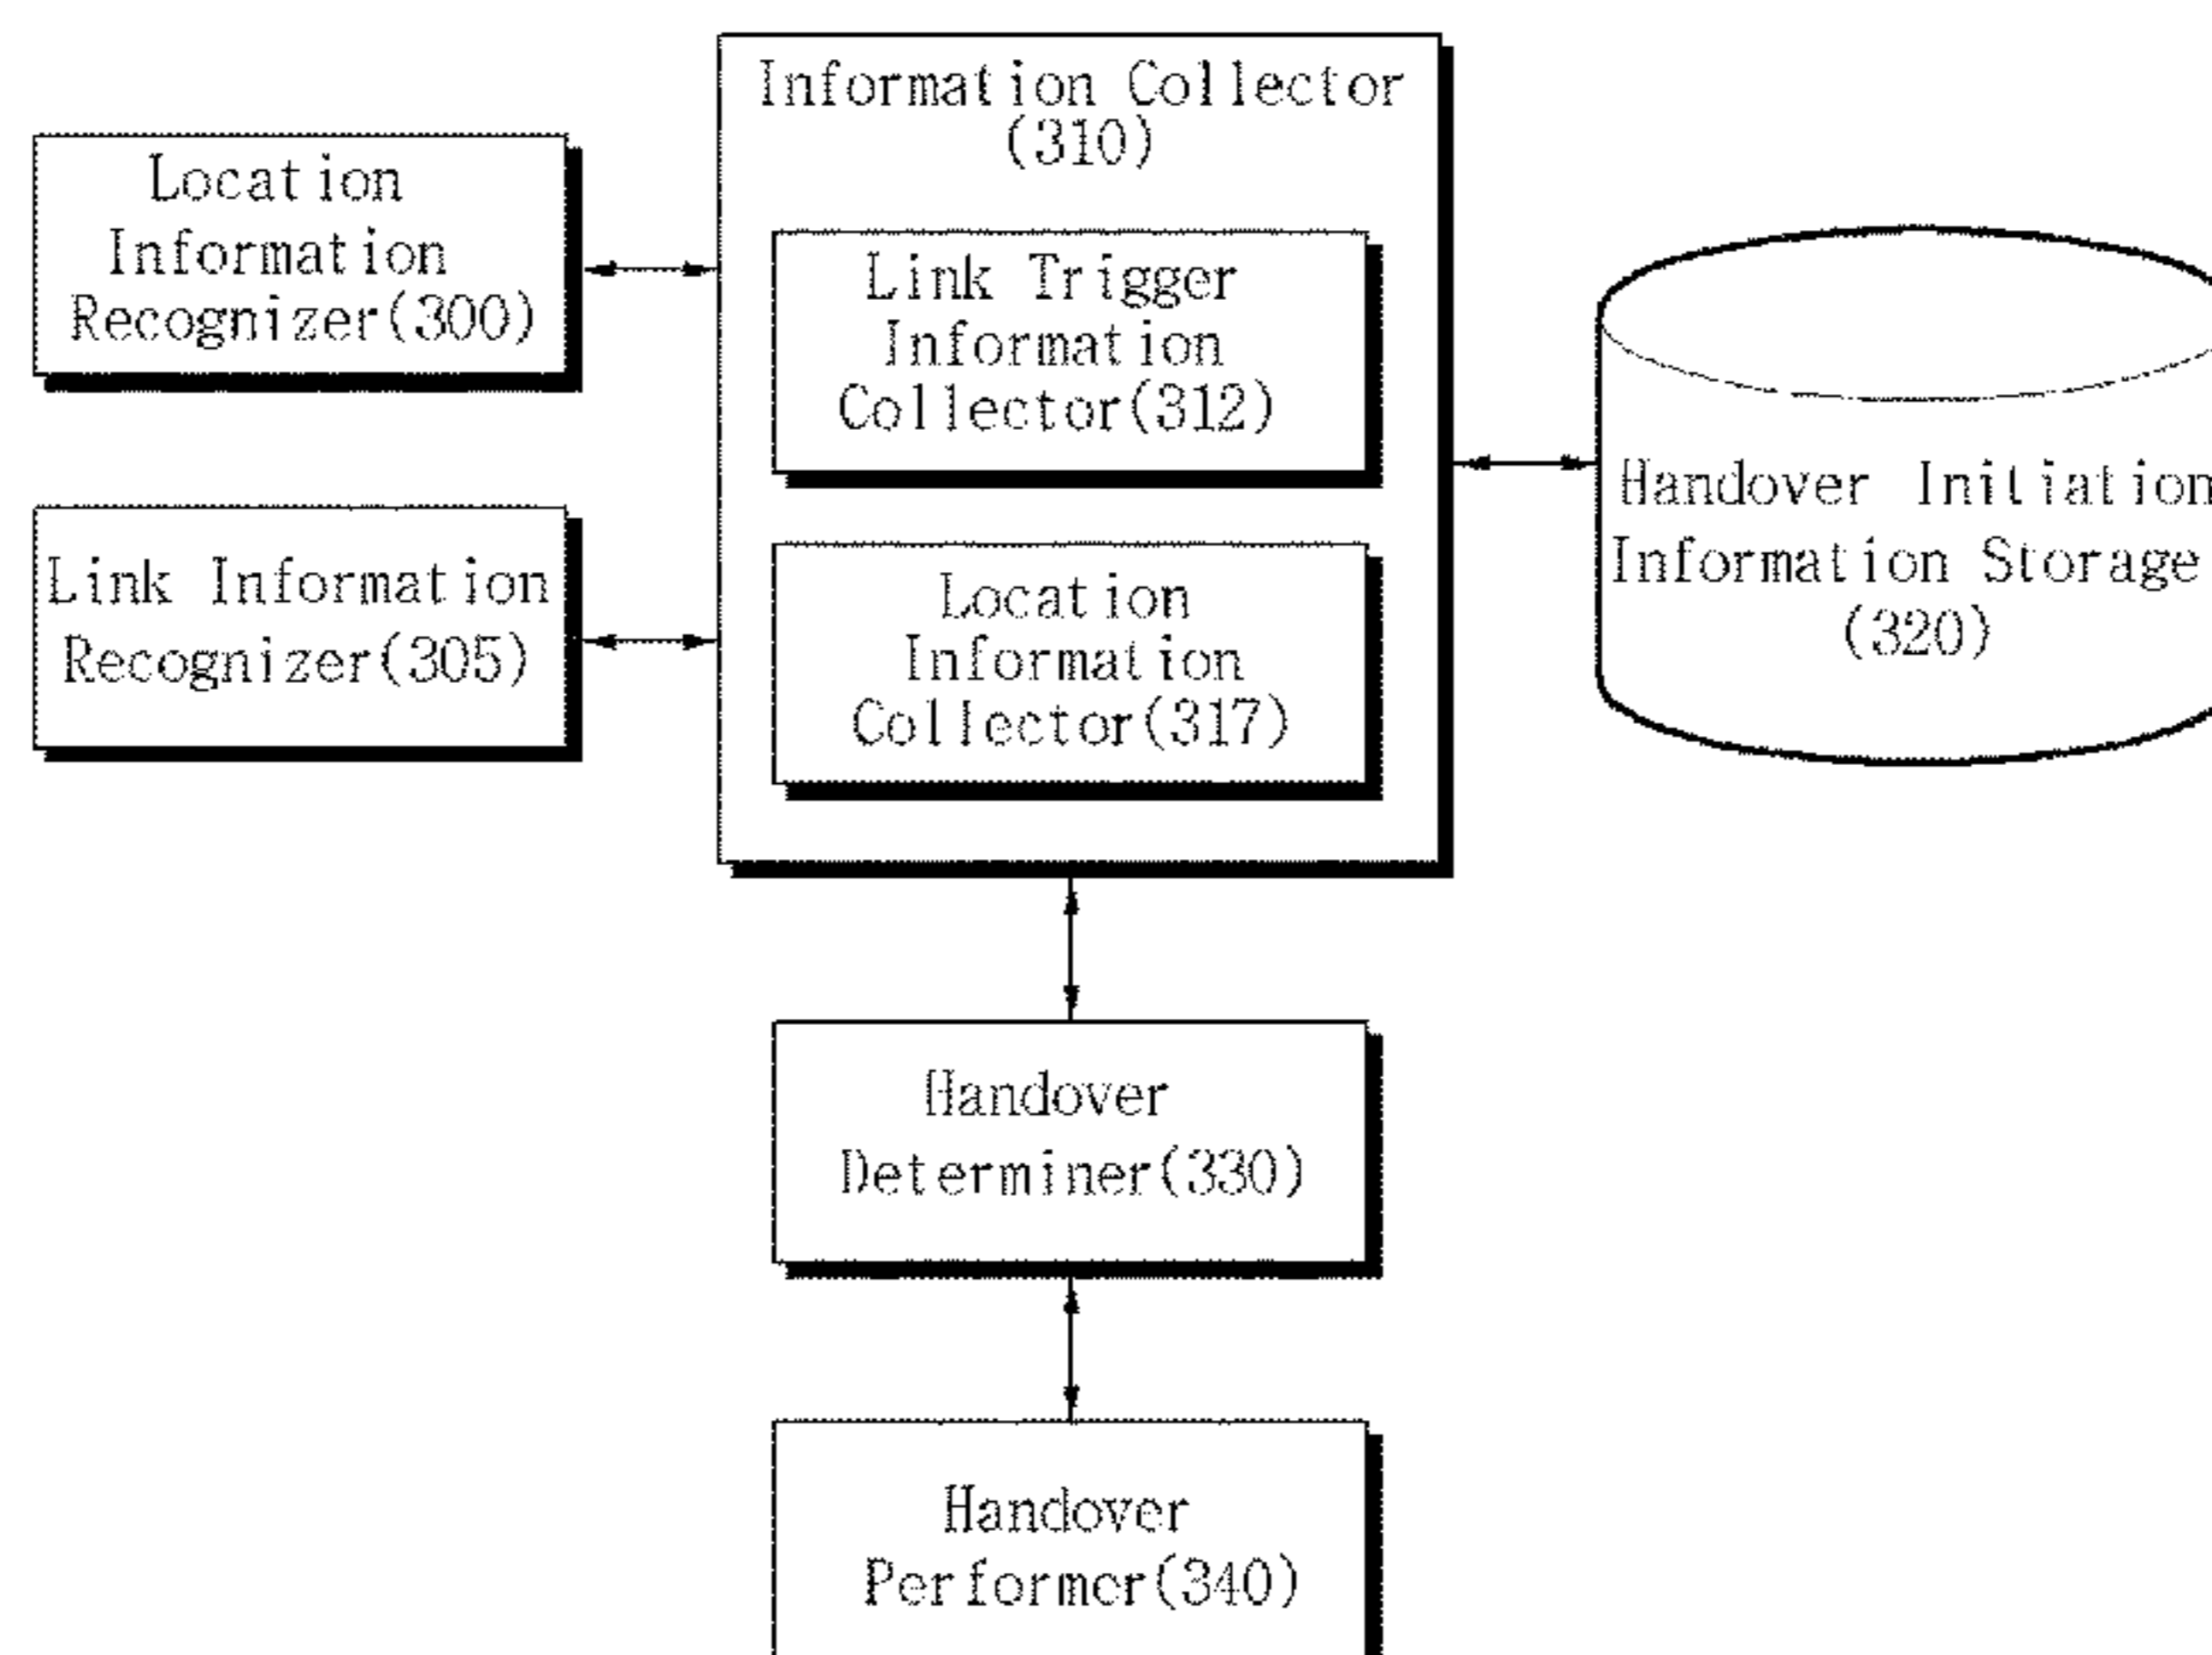 Information Collector
(310)
Location
Information
Recognizer(300)
Link Trigger
Information
Collector(312)
Link Information
Recognizer(305)
Location
Information
Collector(317)
Handover Initiation
Information Storage
(320)
Handover
Determiner(330)
Handover
Performer(340)